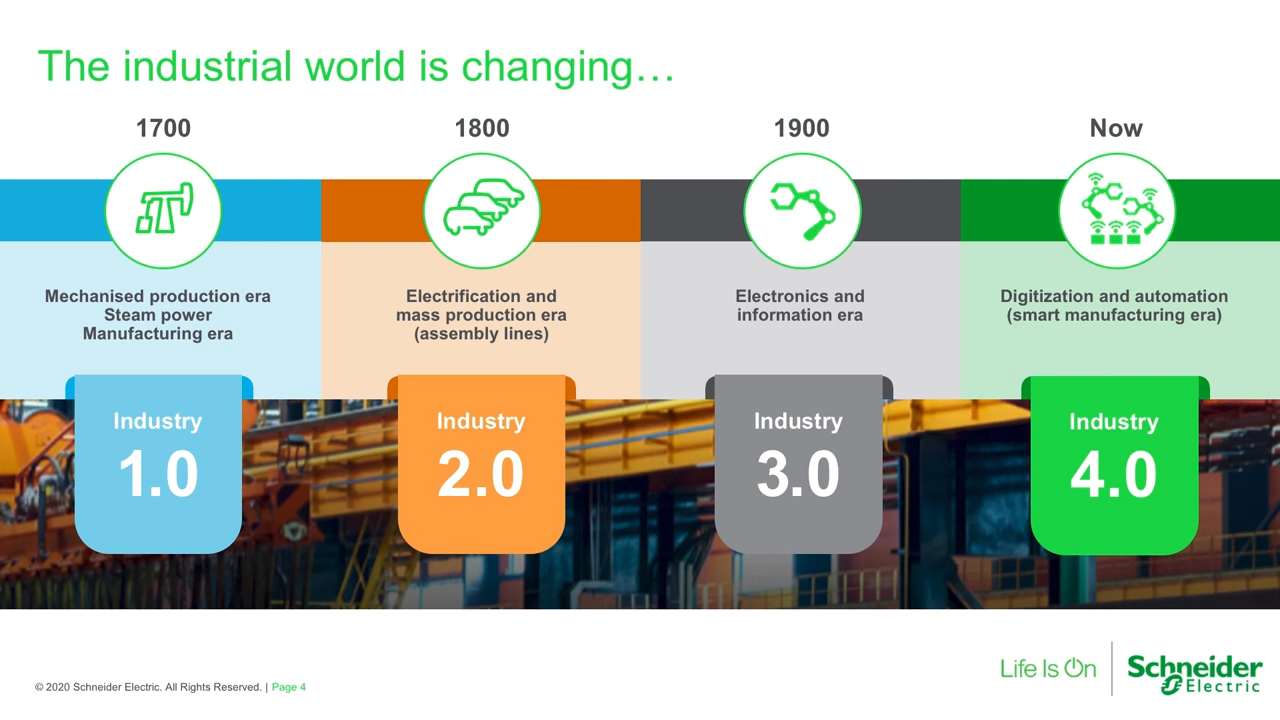 The industrial world is changing…
1700
1800
1900
Now
Mechanised production era
Steam power
Manufacturing era
Electrification and
mass production era
(assembly lines)
Electronics and
information era
Digitization and automation
(smart manufacturing era)
Industry
1.0
Industry
2.0
Industry
3.0
Industry
4.0
© 2020 Schneider Electric. All Rights Reserved. | Page 4
Life Is On
Schneider
Electric